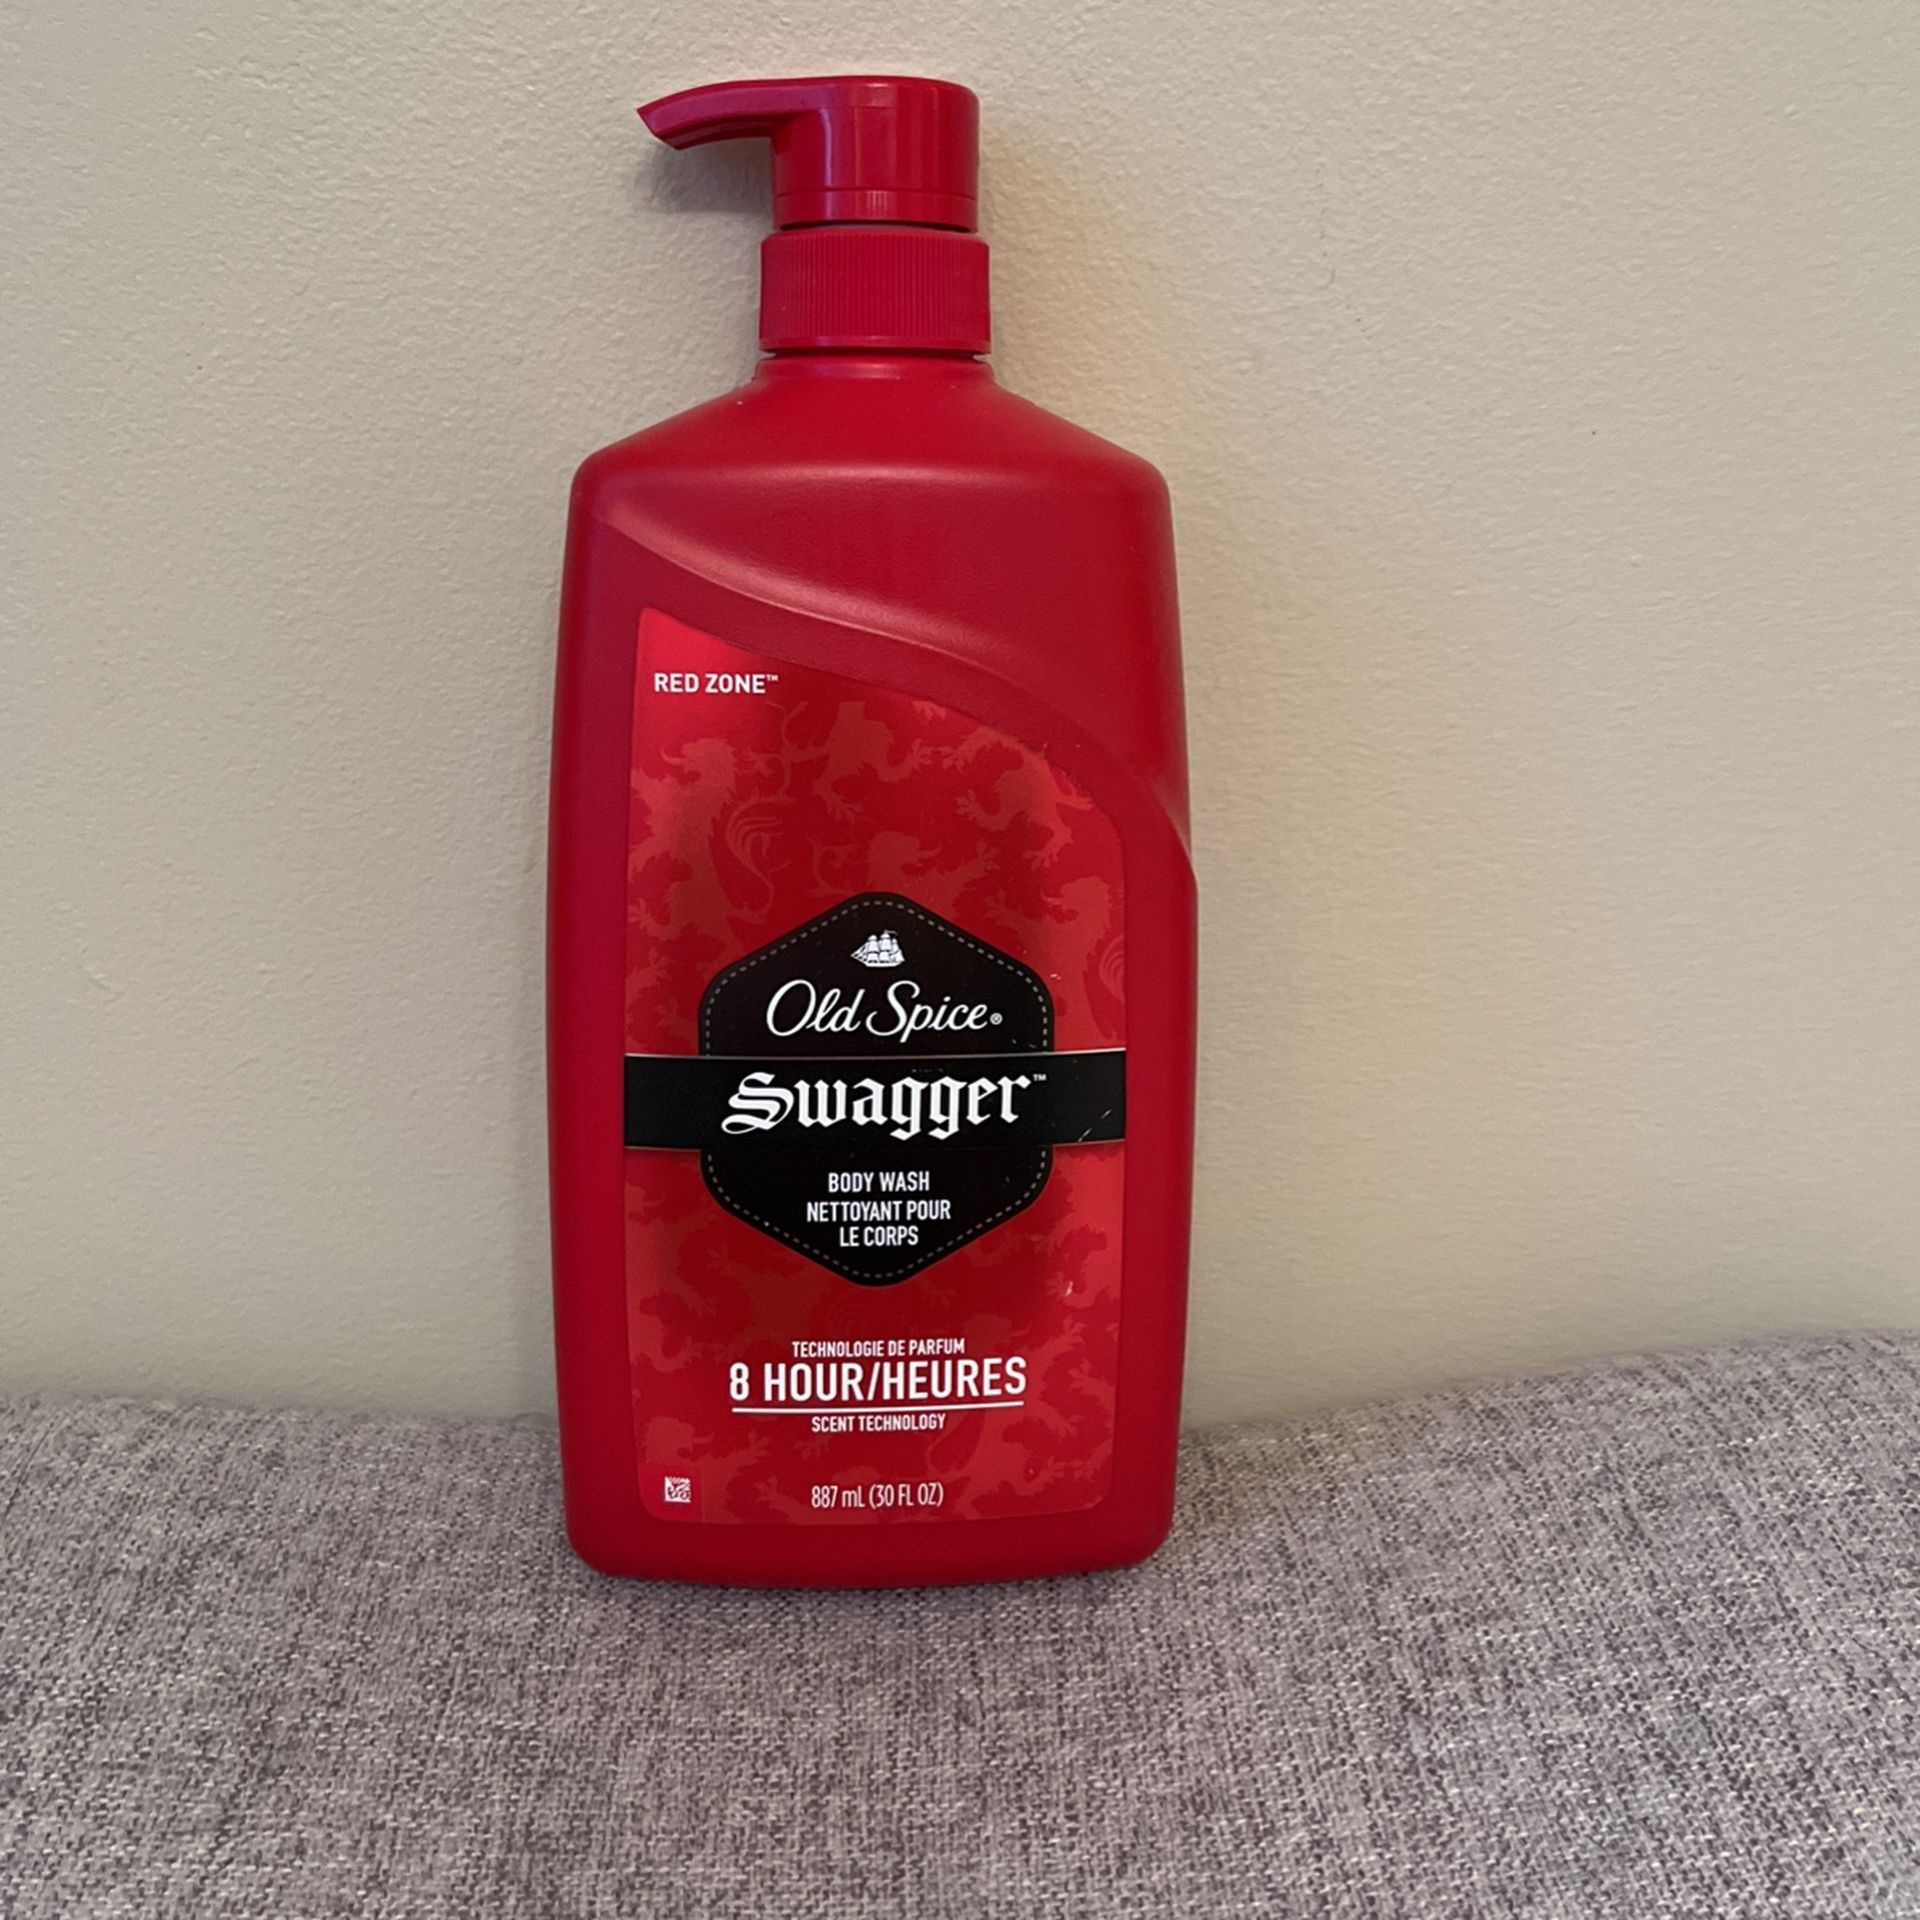 RED ZONE™
Old Spice®
Swagger™
BODY WASH
NETTOYANT POUR
LE CORPS
TECHNOLOGIE DE PARFUM
8 HOUR/HEURES
SCENT TECHNOLOGY
887 mL (30 FL OZ)